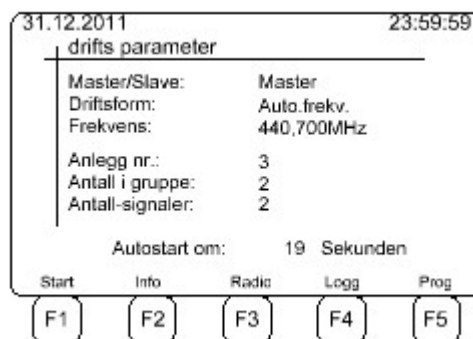 31.12.2011 23:59:59
drifts parameter
Master/Slave: Master
Driftsform: Auto.frekv.
Frekvens: 440,700MHz
Anlegg nr.: 3
Antall i gruppe: 2
Antall-signaler: 2
Autostart om: 19 Sekunden
Start Info Radio Logg Prog
F1 F2 F3 F4 F5